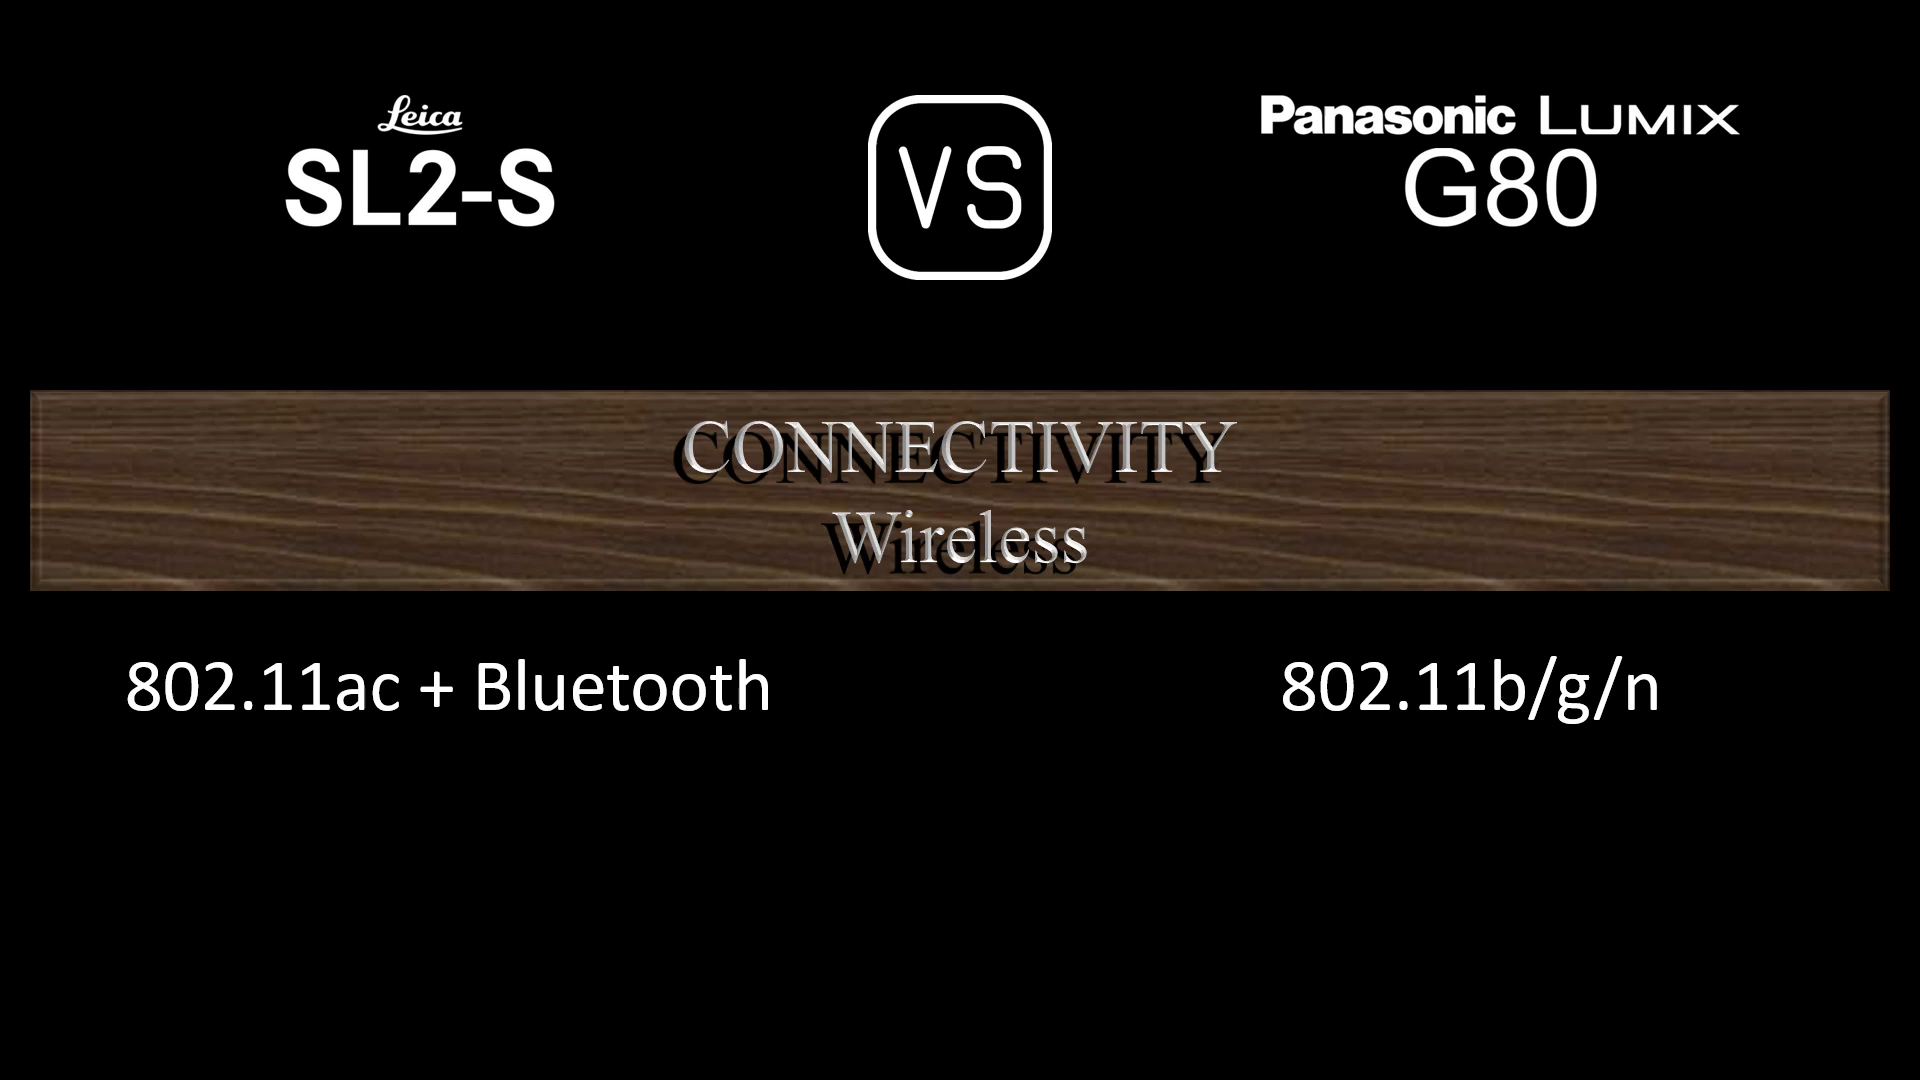 Leica
SL2-S
VS
Panasonic LUMIX
G80
CONNECTIVITY
Wireless
802.11ac + Bluetooth
802.11b/g/n